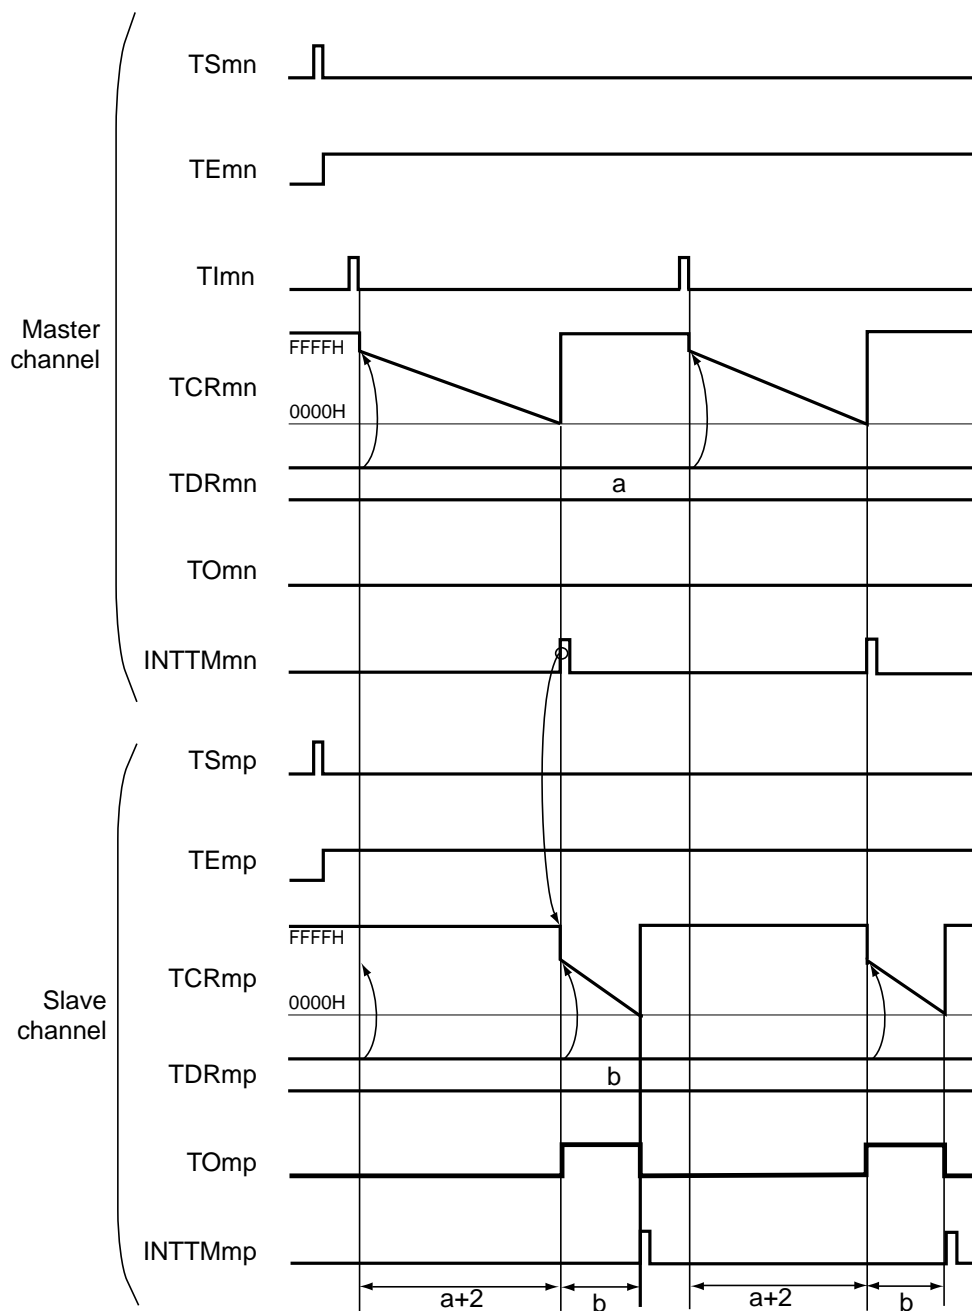 TSmn
TEmn
TImn
Master
channel
FFFFH
TCRmn
0000H
TDRmn
a
TOmn
INTTMmn
TSmp
TEmp
FFFFH
TCRmp
Slave
channel
0000H
TDRmp
b
TOmp
INTTMmp
a+2 b a+2 b